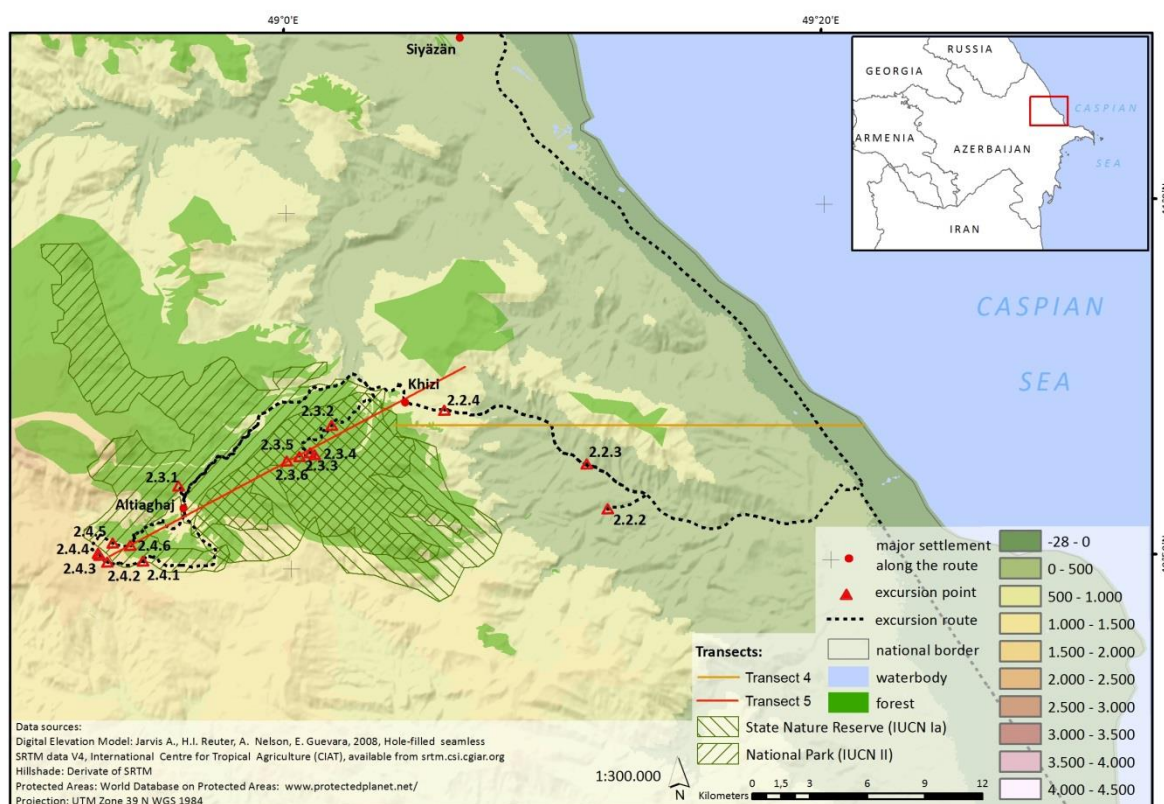 49°0'E
49°20'E
Siyäzän
RUSSIA
GEORGIA
CASPIAN
ARMENIA
AZERBAIJAN
SEA
IRAN
CASPIAN
SEA
Khizi
2.2.4
2.3.2
2.3.5
2.3.4
2.3.3
2.3.6
2.2.3
2.3.1
2.2.2
Altiaghaj
2.4.5
2.4.4
2.4.6
2.4.3
2.4.2
2.4.1
major settlement
along the route
excursion point
excursion route
national border
waterbody
forest
Transects:
Transect 4
Transect 5
State Nature Reserve (IUCN Ia)
National Park (IUCN II)
-28 - 0
0 - 500
500 - 1.000
1.000 - 1.500
1.500 - 2.000
2.000 - 2.500
2.500 - 3.000
3.000 - 3.500
3.500 - 4.000
4.000 - 4.500
Data sources:
Digital Elevation Model: Jarvis A., H.I. Reuter, A. Nelson, E. Guevara, 2008, Hole-filled seamless
SRTM data V4, International Centre for Tropical Agriculture (CIAT), available from srtm.csi.cgiar.org
Hillshade: Derivate of SRTM
Protected Areas: World Database on Protected Areas: www.protectedplanet.net/
Projection: UTM Zone 39 N WGS 1984
1:300.000
N
Kilometers 0 1,5 3 6 9 12